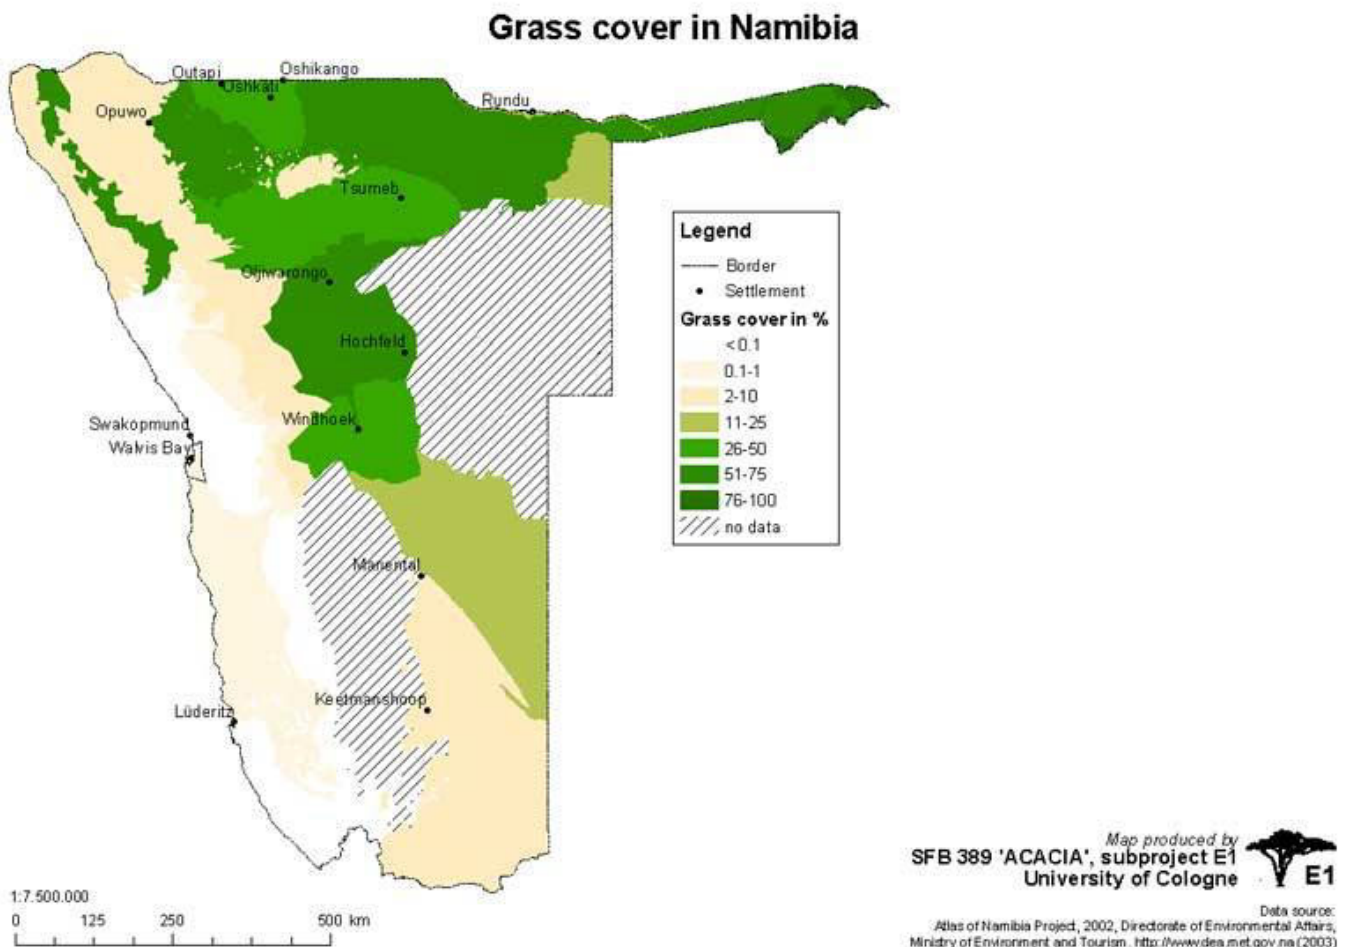 Grass cover in Namibia
Outapi
Oshikango
Oshkati
Opuwo
Rundu
Tsumeb
Otjiwarongo
Hochfeld
Windhoek
Swakopmund
Walvis Bay
Mariental
Keetmanshoop
Lüderitz
Legend
Border
Settlement
Grass cover in %
<0.1
0.1-1
2-10
11-25
26-50
51-75
76-100
no data
Map produced by
SFB 389 'ACACIA', subproject E1
University of Cologne
E1
1:7.500.000
0 125 250 500 km
Data source:
Atlas of Namibia Project, 2002, Directorate of Environmental Affairs,
Ministry of Environment and Tourism, http://www.dea.met.gov.na (2003)